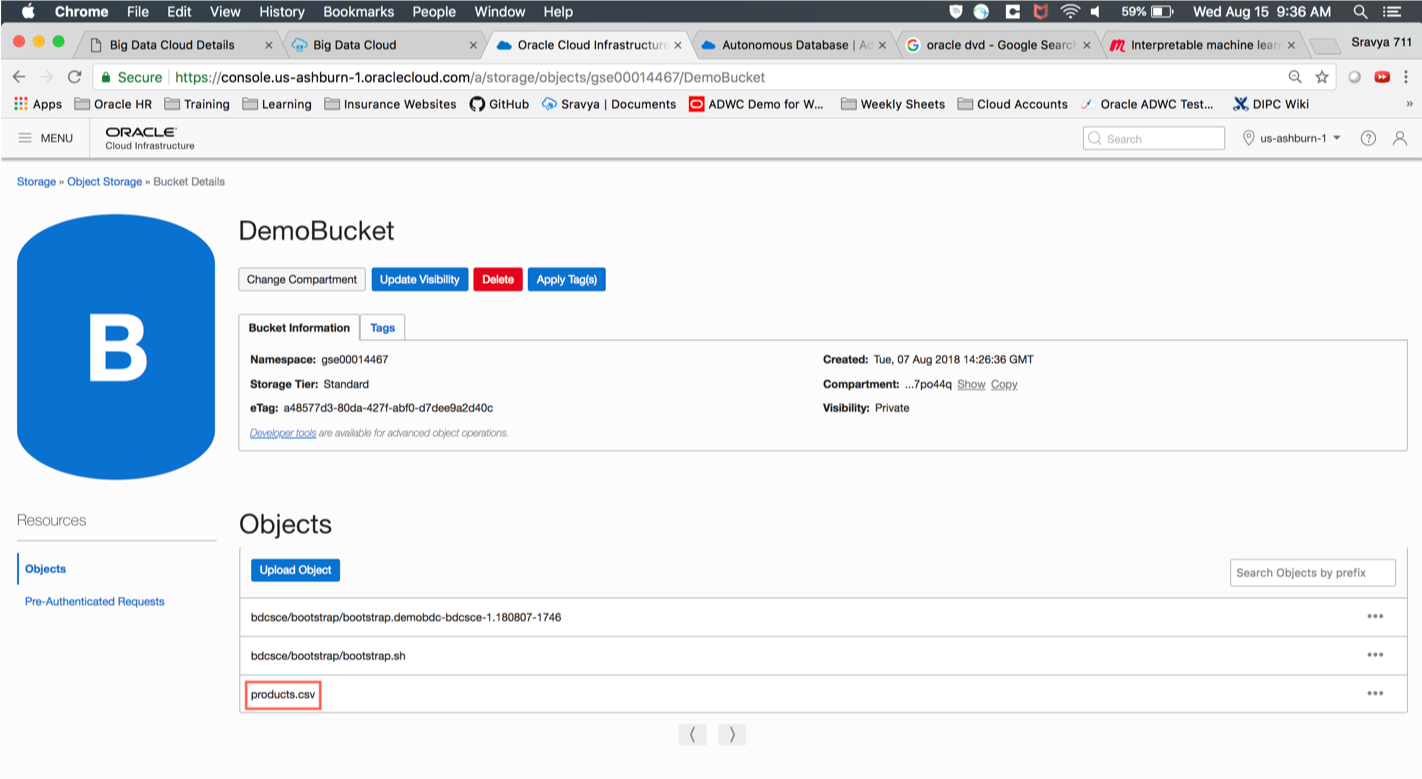 Chrome File Edit View History Bookmarks People Window Help 59% Wed Aug 15 9:36 AM
Big Data Cloud Details Big Data Cloud Oracle Cloud Infrastructure Autonomous Database | Ad oracle dvd - Google Search Interpretable machine lear Sravya 711
Secure https://console.us-ashburn-1.oraclecloud.com/a/storage/objects/gse00014467/DemoBucket
Apps Oracle HR Training Learning Insurance Websites GitHub Sravya | Documents ADWC Demo for W... Weekly Sheets Cloud Accounts Oracle ADWC Test... DIPC Wiki »
MENU ORACLE Search us-ashburn-1
Cloud Infrastructure
Storage » Object Storage » Bucket Details
B
DemoBucket
Change Compartment Update Visibility Delete Apply Tag(s)
Bucket Information Tags
Namespace: gse00014467 Created: Tue, 07 Aug 2018 14:26:36 GMT
Storage Tier: Standard Compartment: ...7po44q Show Copy
eTag: a48577d3-80da-427f-abf0-d7dee9a2d40c Visibility: Private
Developer tools are available for advanced object operations.
Resources
Objects
Pre-Authenticated Requests
Objects
Upload Object Search Objects by prefix
bdcsce/bootstrap/bootstrap.demobdc-bdcsce-1.180807-1746
bdcsce/bootstrap/bootstrap.sh
products.csv